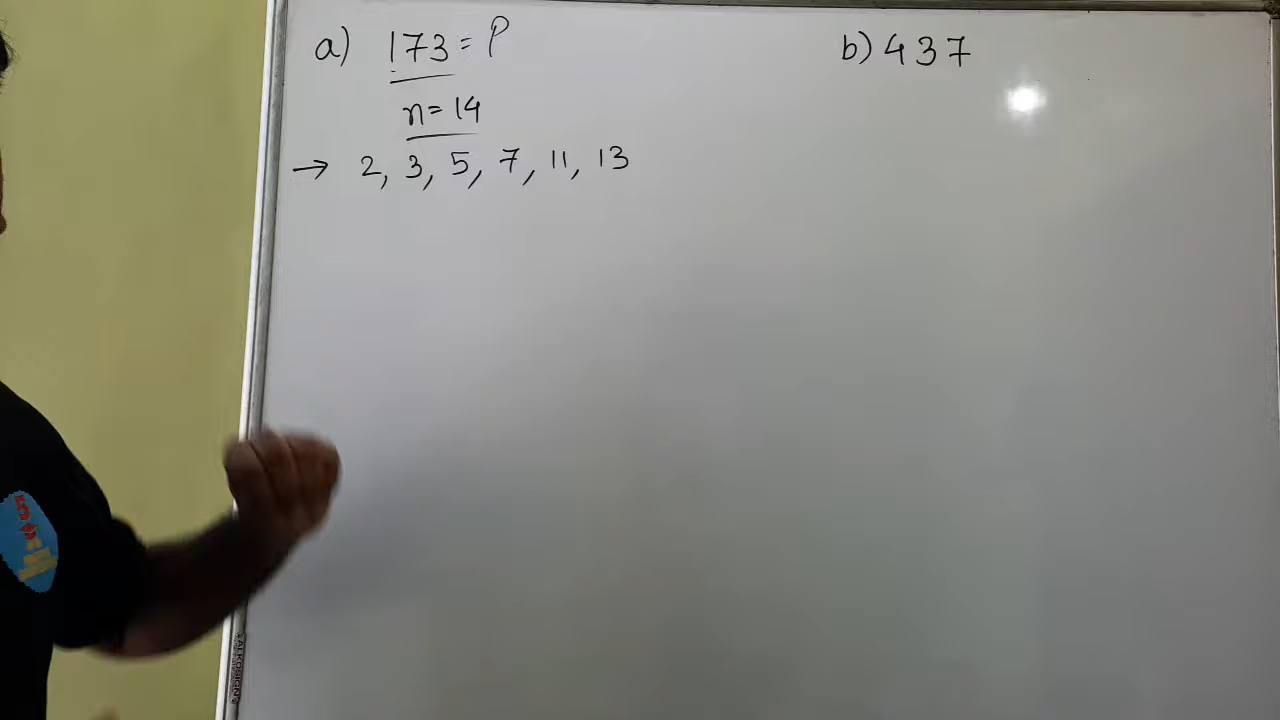 a) 173 = P
n = 14
→ 2, 3, 5, 7, 11, 13
b) 437